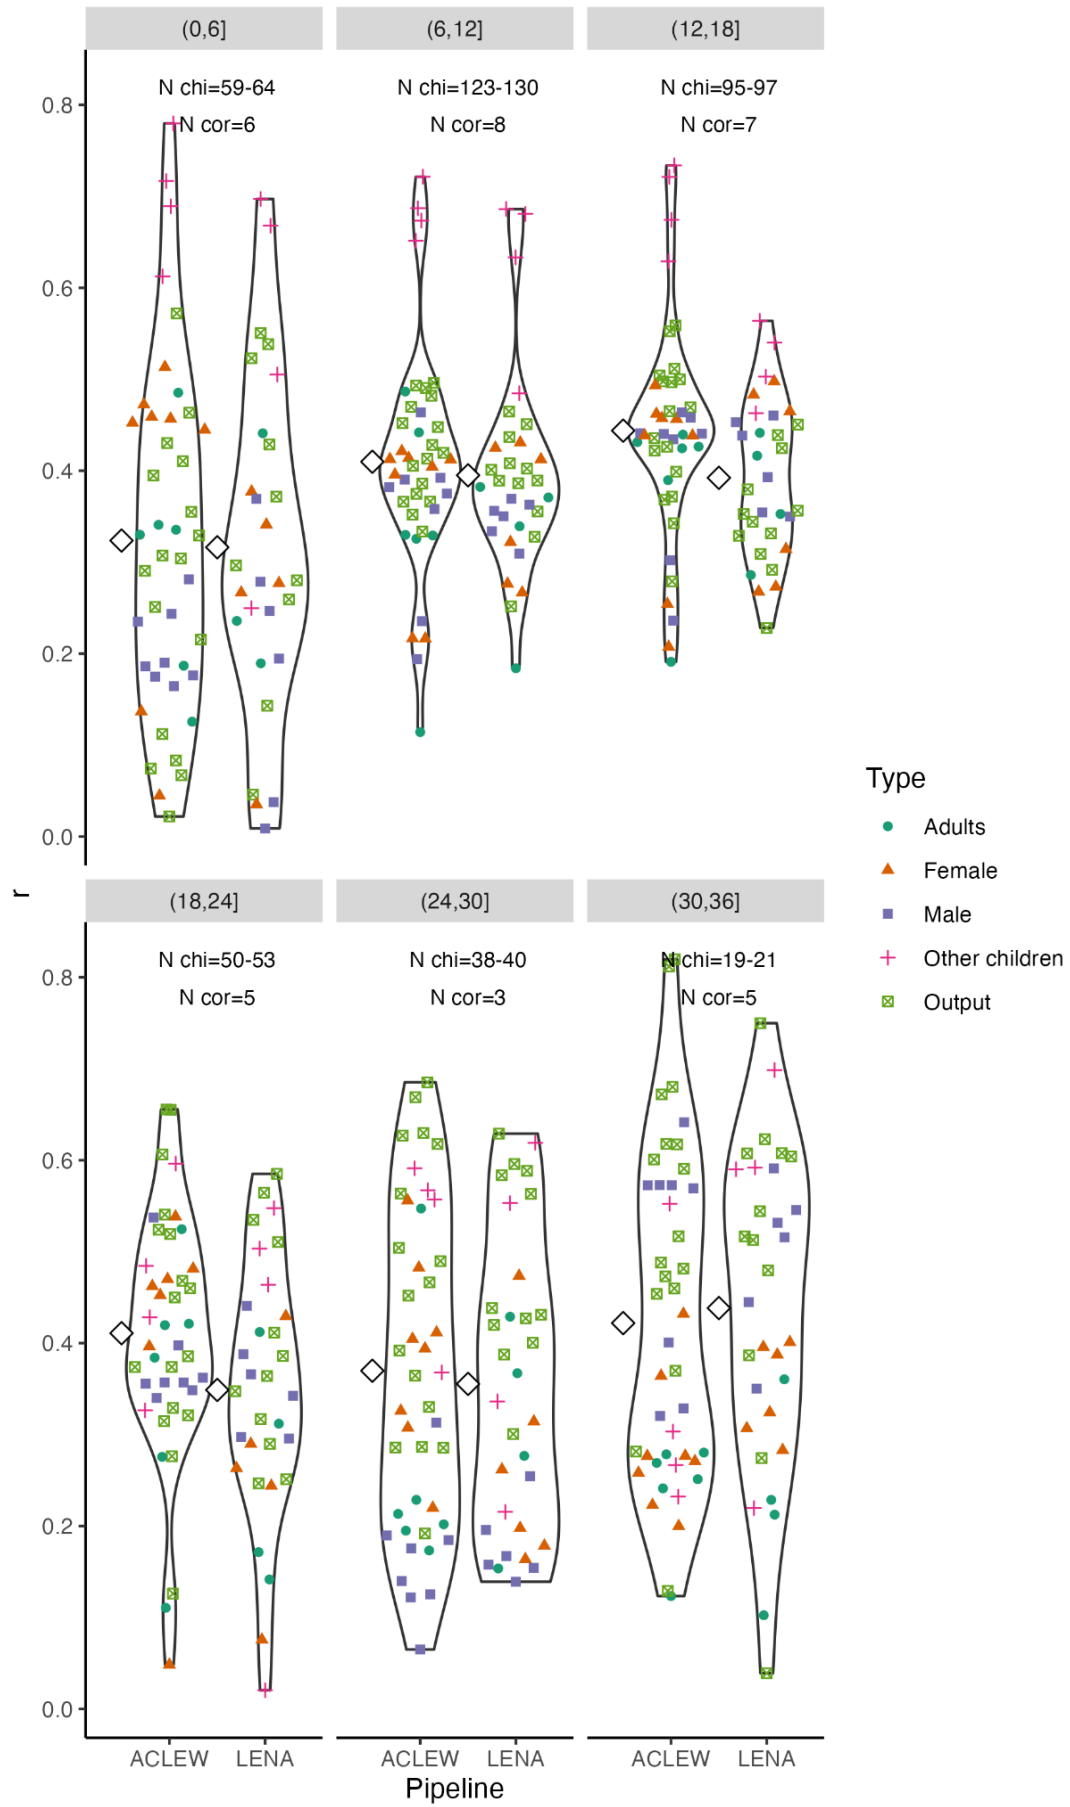 (0,6]
(6,12]
(12,18]
N chi=59-64
N chi=123-130
N chi=95-97
N cor=6
N cor=8
N cor=7
0.8
0.6
0.4
0.2
0.0
r
(18,24]
(24,30]
(30,36]
N chi=50-53
N chi=38-40
N chi=19-21
N cor=5
N cor=3
N cor=5
0.8
0.6
0.4
0.2
0.0
ACLEW
LENA
ACLEW
LENA
ACLEW
LENA
Pipeline
Type
Adults
Female
Male
Other children
Output